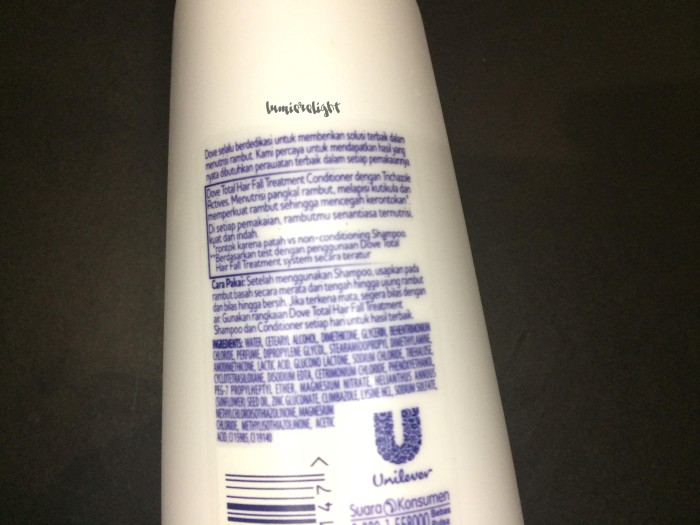 lumierelight
Dove selalu berdedikasi untuk memberikan solusi terbaik dalam
menutrisi rambut. Kami percaya untuk mendapatkan hasil yang
nyata dibutuhkan perawatan terbaik dalam setiap pemakaiannya
Dove Total Hair Fall Treatment Conditioner dengan Trichazole
Actives. Menutrisi pangkal rambut, melapisi kutikula dan
memperkuat rambut sehingga mencegah kerontokan*.
Di setiap pemakaian, rambutmu senantiasa ternutrisi,
kuat dan indah.
*rontok karena patah vs non-conditioning Shampoo.
**Berdasarkan test dengan penggunaan Dove Total
Hair Fall Treatment system secara teratur
Cara Pakai: Setelah menggunakan Shampoo, usapkan pada
rambut basah secara merata dari tengah hingga ujung rambut
dan bilas hingga bersih. Jika terkena mata, segera bilas dengan
air. Gunakan rangkaian Dove Total Hair Fall Treatment
Shampoo dan Conditioner setiap hari untuk hasil terbaik.
INGREDIENTS: WATER, CETEARYL ALCOHOL, DIMETHICONE, GLYCERIN, BEHENTRIMONIUM
CHLORIDE, PERFUME, DIPROPYLENE GLYCOL, STEARAMIDOPROPYL DIMETHYLAMINE,
AMODIMETHICONE, LACTIC ACID, GLUCONO LACTONE, SODIUM CHLORIDE, TREHALOSE,
CYCLOTETRASILOXANE, DISODIUM EDTA, CETRIMONIUM CHLORIDE, PHENOXYETHANOL,
PEG-7 PROPYLHEPTYL ETHER, MAGNESIUM NITRATE, HELIANTHUS ANNUUS
(SUNFLOWER) SEED OIL, ZINC GLUCONATE, CLIMBAZOLE, LYSINE HCL, SODIUM SULFATE,
METHYLCHLOROISOTHIAZOLINONE, MAGNESIUM
CHLORIDE, METHYLISOTHIAZOLINONE, ACETIC
ACID, CI 15985, CI 19140
147>
Unilever
Suara Konsumen
1-558000 Bebas
Pulsa